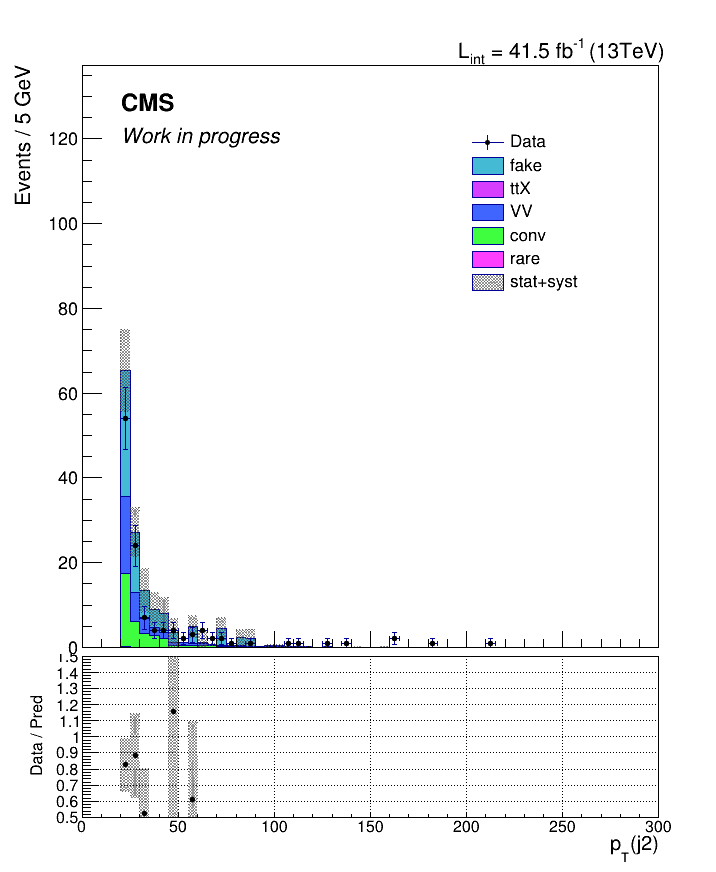 L_int = 41.5 fb^-1 (13TeV)
Events / 5 GeV
CMS
Work in progress
Data
fake
ttX
VV
conv
rare
stat+syst
120
100
80
60
40
20
0
Data / Pred
1.5
1.4
1.3
1.2
1.1
1
0.9
0.8
0.7
0.6
0.5
0 50 100 150 200 250 300
p_T(j2)